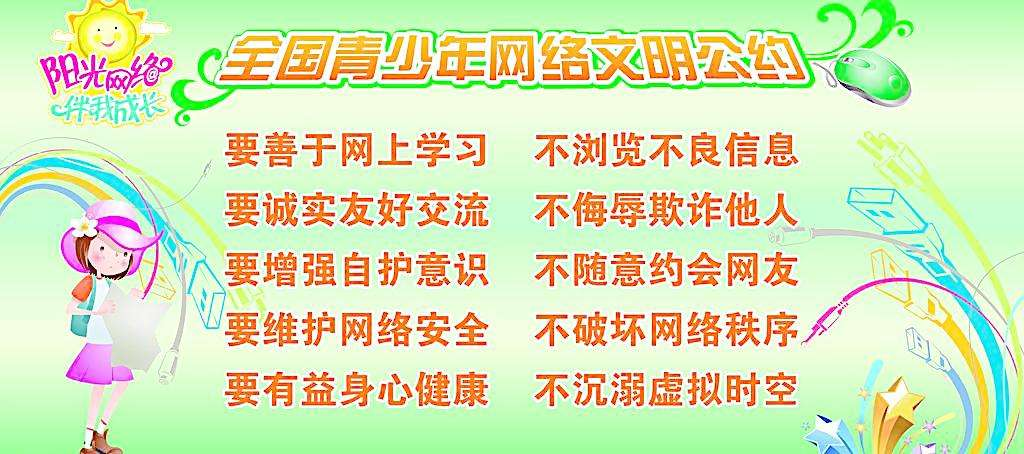 阳光网络
伴我成长
全国青少年网络文明公约
要善于网上学习 不浏览不良信息
要诚实友好交流 不侮辱欺诈他人
要增强自护意识 不随意约会网友
要维护网络安全 不破坏网络秩序
要有益身心健康 不沉溺虚拟时空